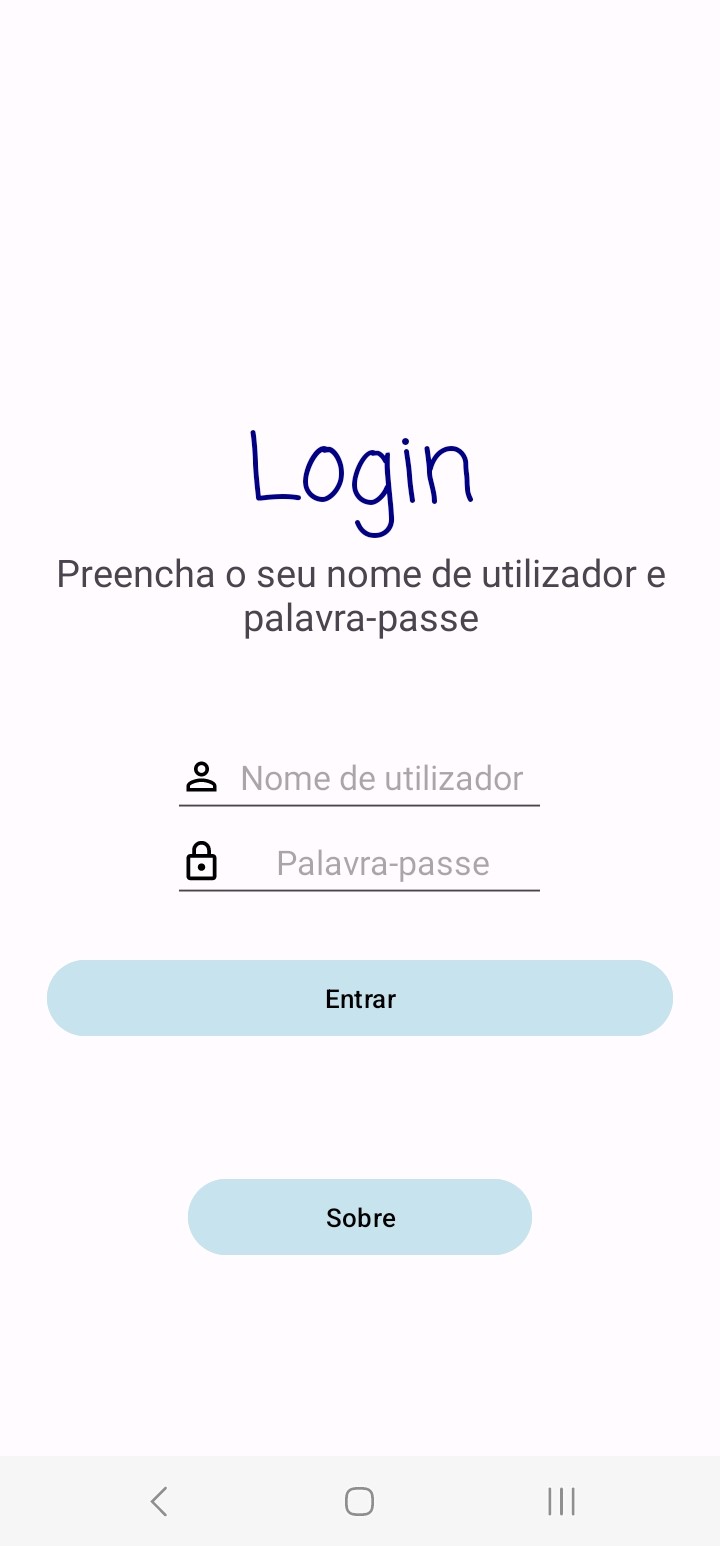 Login
Preencha o seu nome de utilizador e
palavra-passe
Nome de utilizador
Palavra-passe
Entrar
Sobre